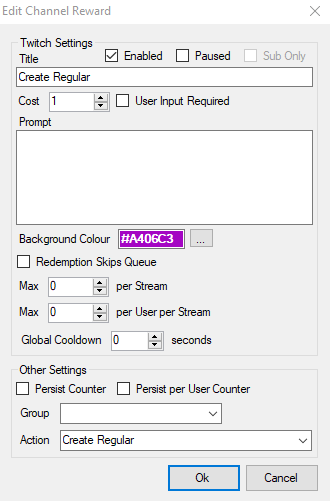 Edit Channel Reward
Twitch Settings
Title
Enabled
Paused
Sub Only
Create Regular
Cost 1 User Input Required
Prompt
Background Colour #A406C3 ...
Redemption Skips Queue
Max 0 per Stream
Max 0 per User per Stream
Global Cooldown 0 seconds
Other Settings
Persist Counter Persist per User Counter
Group
Action Create Regular
Ok Cancel